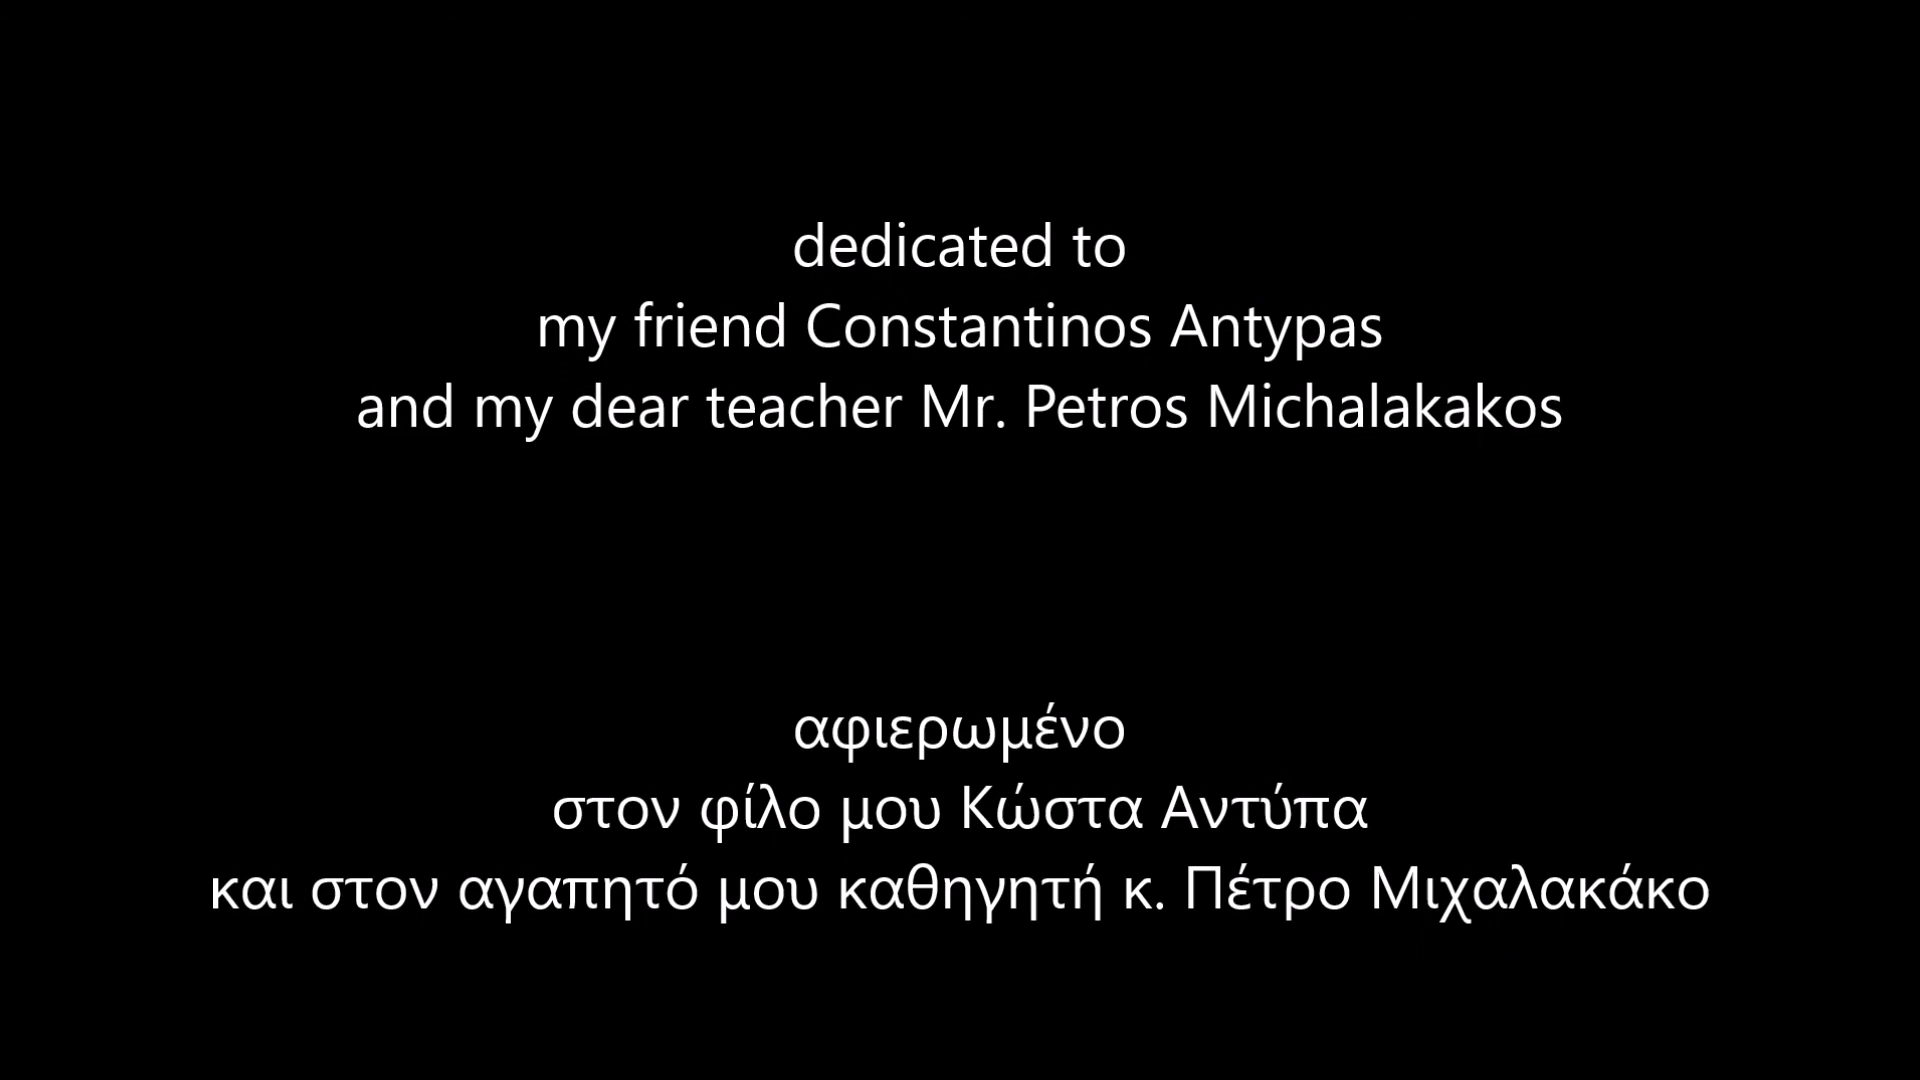 dedicated to
my friend Constantinos Antypas
and my dear teacher Mr. Petros Michalakakos
αφιερωμένο
στον φίλο μου Κώστα Αντύπα
και στον αγαπητό μου καθηγητή κ. Πέτρο Μιχαλακάκο